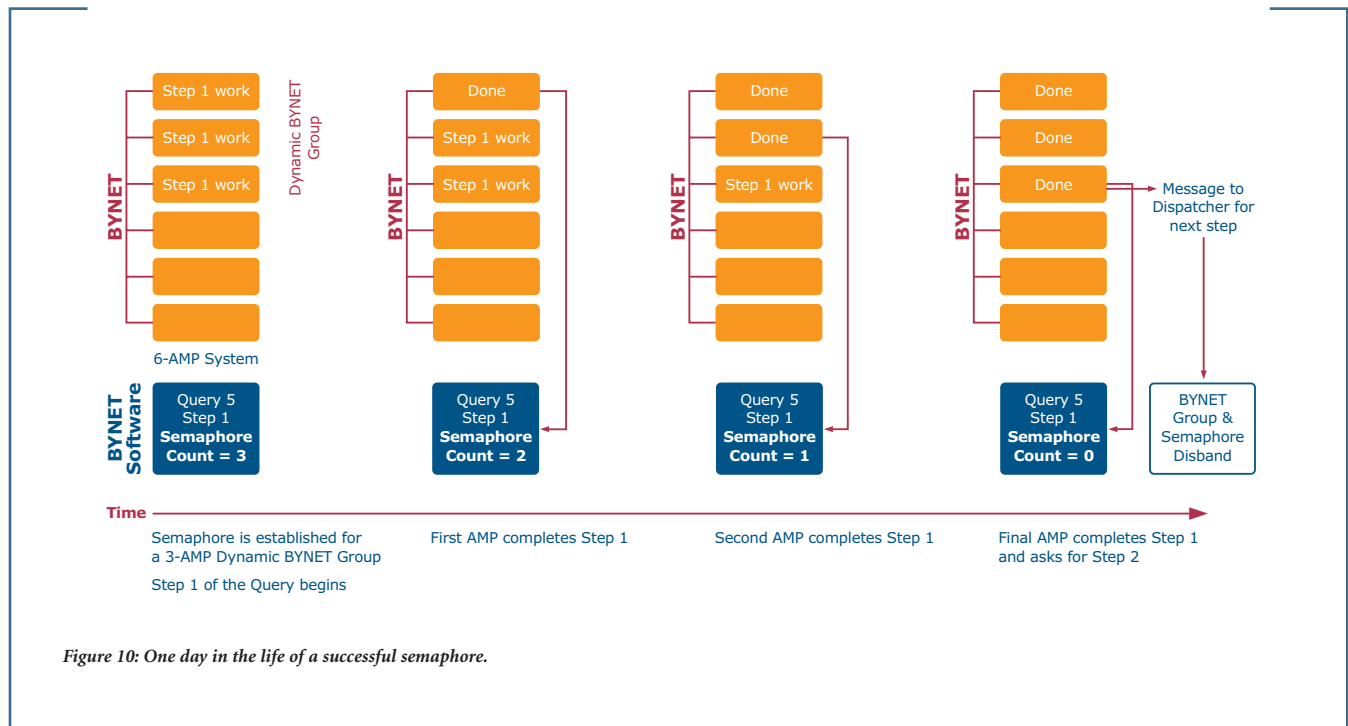 BYNET
Step 1 work
Step 1 work
Step 1 work
Dynamic BYNET
Group
6-AMP System
BYNET
Done
Step 1 work
Step 1 work
BYNET
Done
Done
Step 1 work
BYNET
Done
Done
Done
Message to
Dispatcher for
next step
BYNET
Software
Query 5
Step 1
Semaphore
Count = 3
Query 5
Step 1
Semaphore
Count = 2
Query 5
Step 1
Semaphore
Count = 1
Query 5
Step 1
Semaphore
Count = 0
BYNET
Group &
Semaphore
Disband
Time
Semaphore is established for
a 3-AMP Dynamic BYNET Group
Step 1 of the Query begins
First AMP completes Step 1
Second AMP completes Step 1
Final AMP completes Step 1
and asks for Step 2
Figure 10: One day in the life of a successful semaphore.